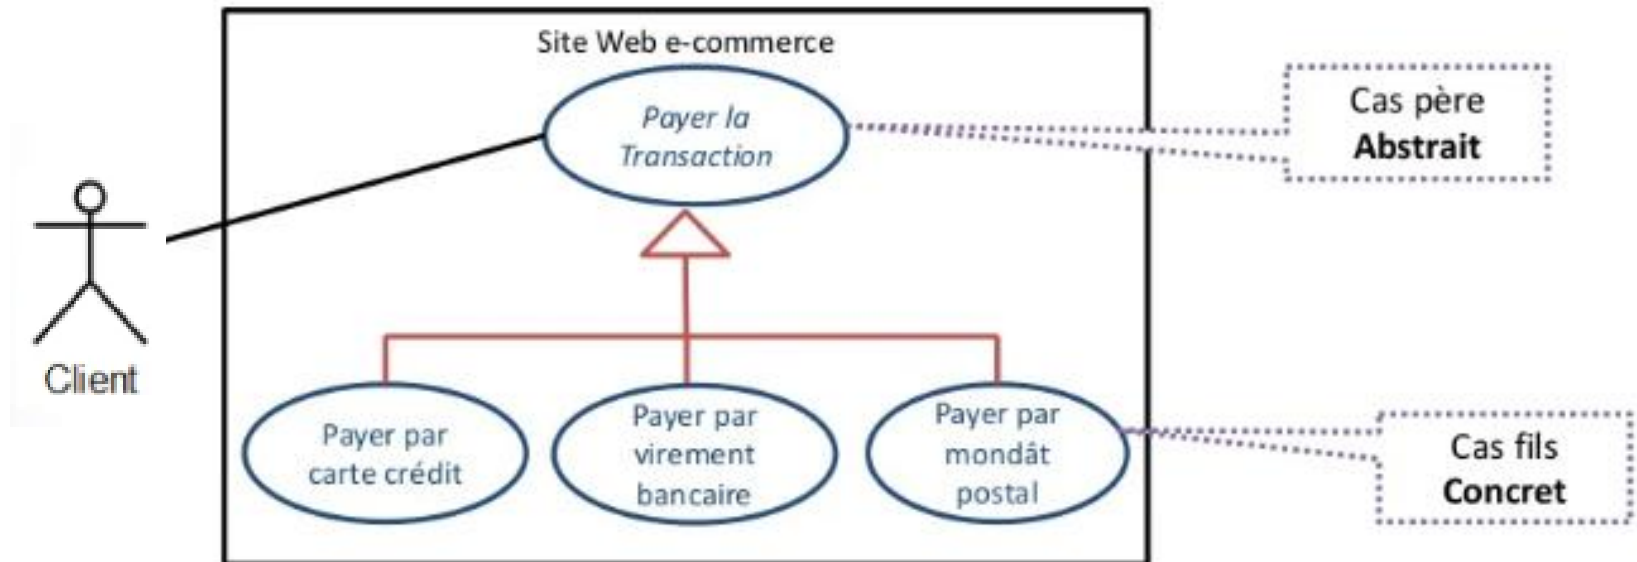 Site Web e-commerce
Payer la
Transaction
Cas père
Abstrait
Client
Payer par
carte crédit
Payer par
virement
bancaire
Payer par
mondât
postal
Cas fils
Concret